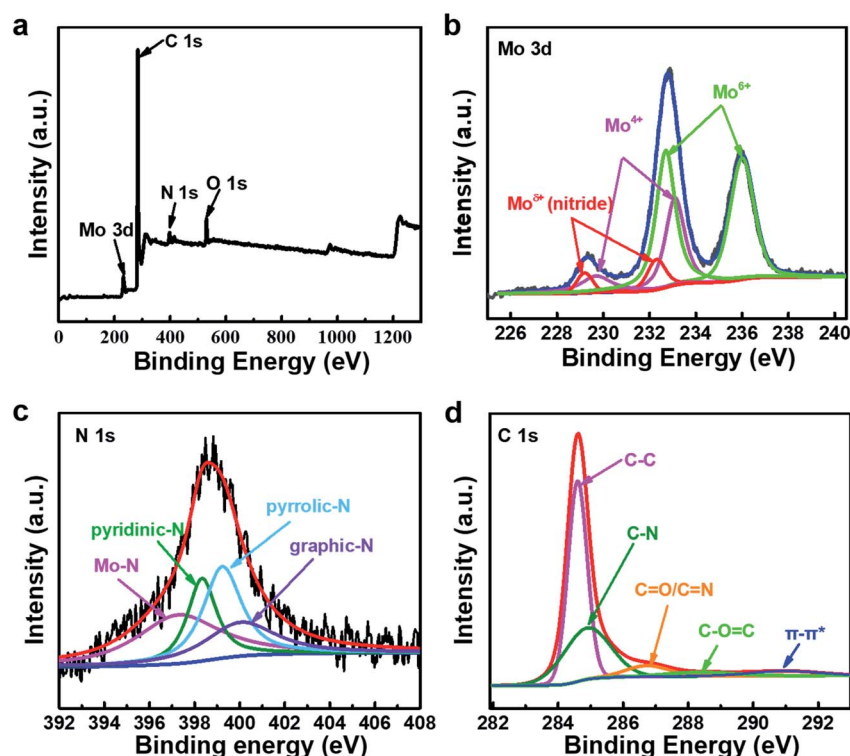 a
C 1s
N 1s
O 1s
Mo 3d
Intensity (a.u.)
0 200 400 600 800 1000 1200
Binding Energy (eV)
b
Mo 3d
Mo⁶⁺
Mo⁴⁺
Moᵟ⁺ (nitride)
Intensity (a.u.)
226 228 230 232 234 236 238 240
Binding Energy (eV)
c
N 1s
pyrrolic-N
pyridinic-N
graphic-N
Mo-N
Intensity (a.u.)
392 394 396 398 400 402 404 406 408
Binding energy (eV)
d
C 1s
C-C
C-N
C=O/C=N
C-O=C
π-π*
Intensity (a.u.)
282 284 286 288 290 292
Binding Energy (eV)